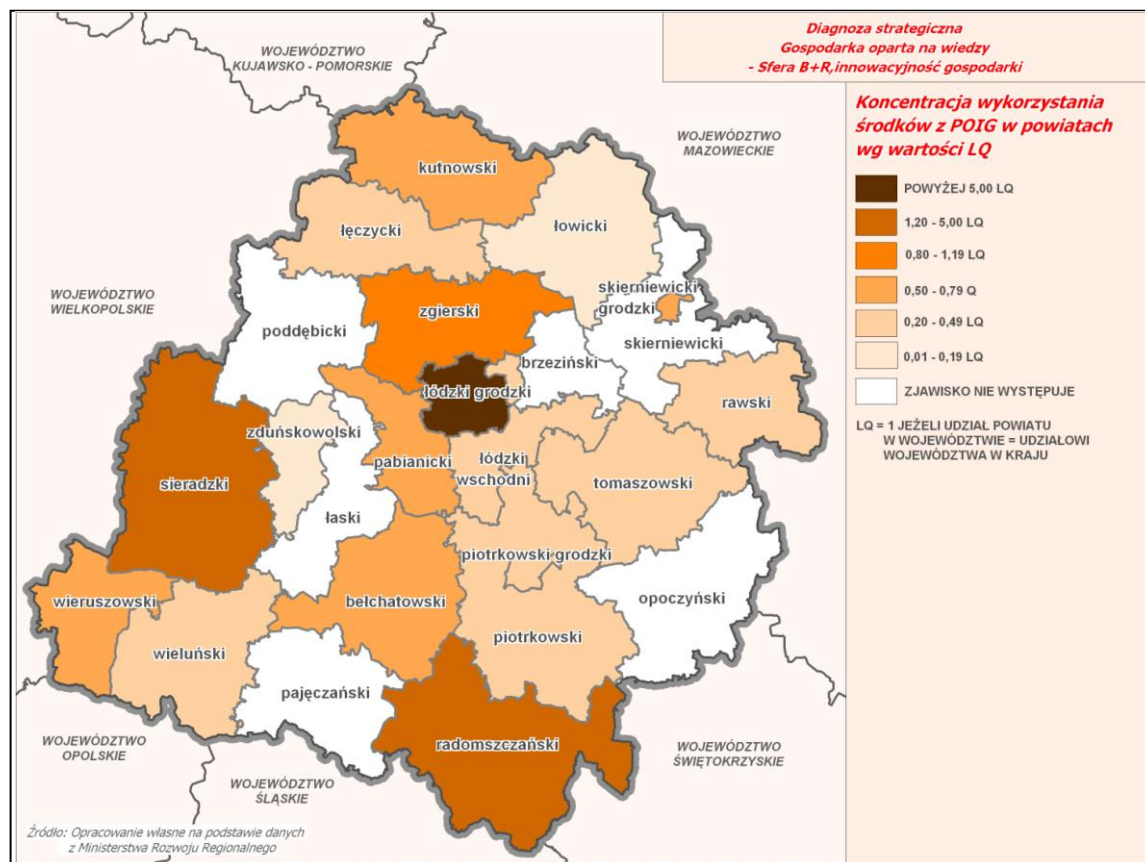 Diagnoza strategiczna
Gospodarka oparta na wiedzy
- Sfera B+R,innowacyjność gospodarki
Koncentracja wykorzystania
środków z POIG w powiatach
wg wartości LQ
POWYŻEJ 5,00 LQ
1,20 - 5,00 LQ
0,80 - 1,19 LQ
0,50 - 0,79 Q
0,20 - 0,49 LQ
0,01 - 0,19 LQ
ZJAWISKO NIE WYSTĘPUJE
LQ = 1 JEŻELI UDZIAŁ POWIATU
W WOJEWÓDZTWIE = UDZIAŁOWI
WOJEWÓDZTWA W KRAJU
WOJEWÓDZTWO
KUJAWSKO - POMORSKIE
WOJEWÓDZTWO
MAZOWIECKIE
WOJEWÓDZTWO
WIELKOPOLSKIE
kutnowski
łęczycki
łowicki
skierniewicki
grodzki
zgierski
poddębicki
brzeziński
skierniewicki
łódzki grodzki
rawski
zduńskowolski
pabianicki
łódzki
wschodni
sieradzki
tomaszowski
łaski
piotrkowski grodzki
wieruszowski
bełchatowski
opoczyński
wieluński
piotrkowski
pajęczański
radomszczański
WOJEWÓDZTWO
OPOLSKIE
WOJEWÓDZTWO
ŚLĄSKIE
WOJEWÓDZTWO
ŚWIĘTOKRZYSKIE
Źródło: Opracowanie własne na podstawie danych
z Ministerstwa Rozwoju Regionalnego